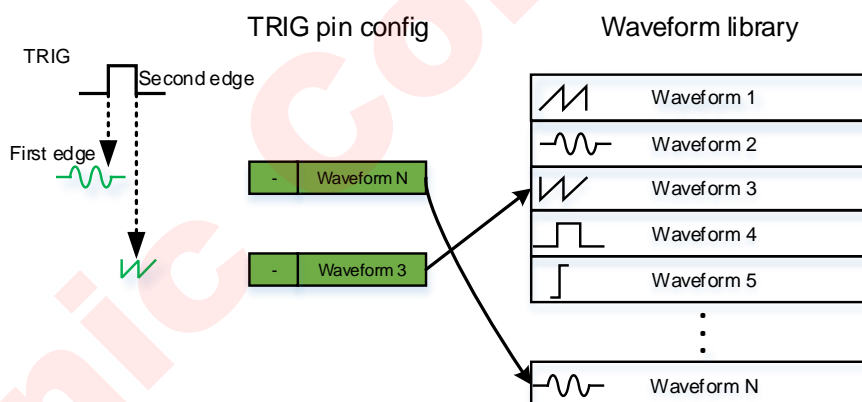 TRIG pin config
Waveform library
TRIG
Second edge
First edge
- Waveform N
- Waveform 3
Waveform 1
Waveform 2
Waveform 3
Waveform 4
Waveform 5
Waveform N